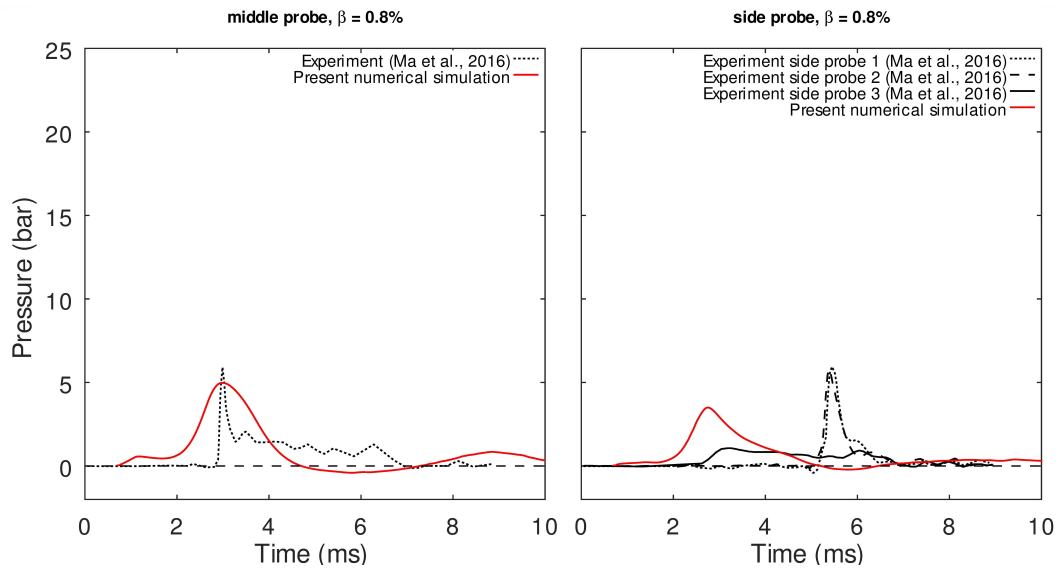 middle probe, β = 0.8%
Experiment (Ma et al., 2016)
Present numerical simulation
25
20
15
10
5
0
Pressure (bar)
0 2 4 6 8 10
Time (ms)
side probe, β = 0.8%
Experiment side probe 1 (Ma et al., 2016)
Experiment side probe 2 (Ma et al., 2016)
Experiment side probe 3 (Ma et al., 2016)
Present numerical simulation
0 2 4 6 8 10
Time (ms)